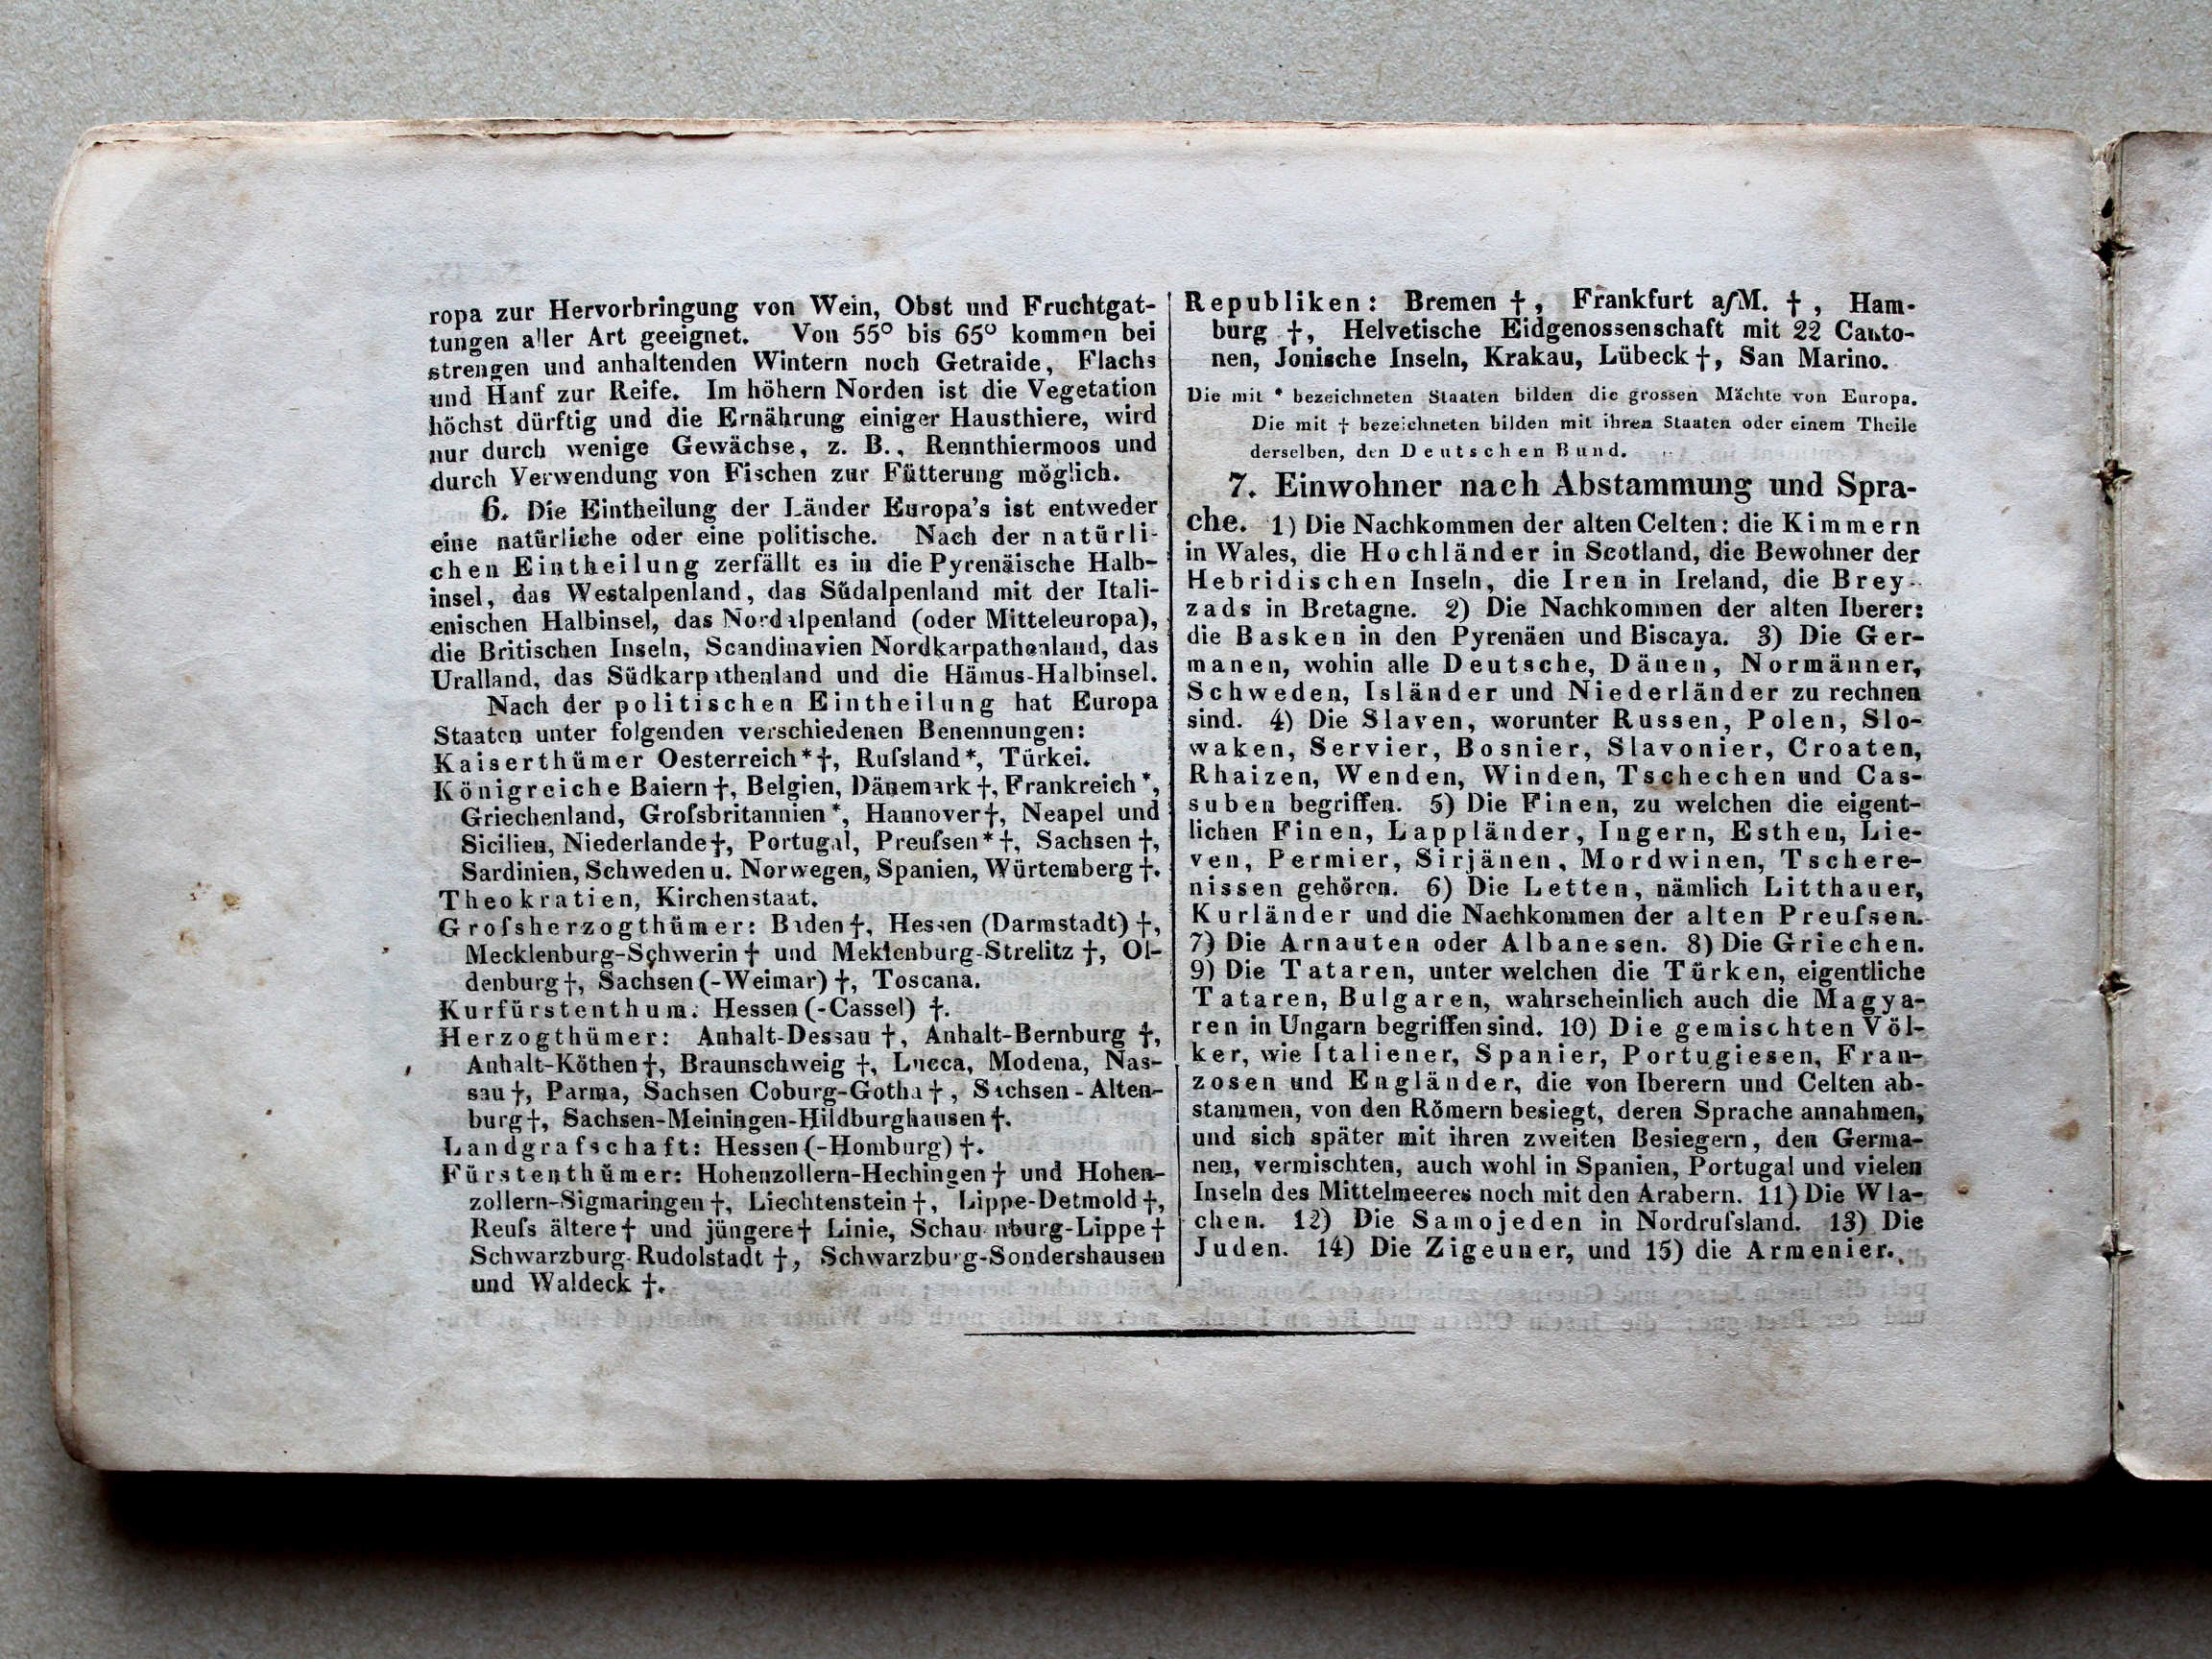 ropa zur Hervorbringung von Wein, Obst und Fruchtgat-
tungen aller Art geeignet. Von 55° bis 65° kommen bei
strengen und anhaltenden Wintern noch Getraide, Flachs
und Hanf zur Reife. Im höhern Norden ist die Vegetation
höchst dürftig und die Ernährung einiger Hausthiere, wird
nur durch wenige Gewächse, z. B., Rennthiermoos und
durch Verwendung von Fischen zur Fütterung möglich.
6. Die Eintheilung der Länder Europa's ist entweder
eine natürliche oder eine politische. Nach der natürli-
chen Eintheilung zerfällt es in die Pyrenäische Halb-
insel, das Westalpenland, das Südalpenland mit der Itali-
enischen Halbinsel, das Nordalpenland (oder Mitteleuropa),
die Britischen Inseln, Scandinavien Nordkarpathenland, das
Uralland, das Südkarpathenland und die Hämus-Halbinsel.
Nach der politischen Eintheilung hat Europa
Staaten unter folgenden verschiedenen Benennungen:
Kaiserthümer Oesterreich*†, Ruſsland*, Türkei.
Königreiche Baiern†, Belgien, Dänemark†, Frankreich*,
Griechenland, Groſsbritannien*, Hannover†, Neapel und
Sicilien, Niederlande†, Portugal, Preuſsen*†, Sachsen†,
Sardinien, Schweden u. Norwegen, Spanien, Würtemberg†.
Theokratien, Kirchenstaat.
Groſsherzogthümer: Baden†, Hessen (Darmstadt)†,
Mecklenburg-Schwerin† und Meklenburg-Strelitz†, Ol-
denburg†, Sachsen (-Weimar)†, Toscana.
Kurfürstenthum: Hessen (-Cassel) †.
Herzogthümer: Anhalt-Dessau †, Anhalt-Bernburg †,
Anhalt-Köthen†, Braunschweig †, Lucca, Modena, Nas-
sau†, Parma, Sachsen Coburg-Gotha†, Sachsen-Alten-
burg†, Sachsen-Meiningen-Hildburghausen†.
Landgrafschaft: Hessen (-Homburg)†.
Fürstenthümer: Hohenzollern-Hechingen† und Hohen-
zollern-Sigmaringen†, Liechtenstein†, Lippe-Detmold†,
Reuſs ältere† und jüngere† Linie, Schaumburg-Lippe†
Schwarzburg-Rudolstadt †, Schwarzburg-Sondershausen
und Waldeck †.
Republiken: Bremen †, Frankfurt aſM. †, Ham-
burg †, Helvetische Eidgenossenschaft mit 22 Canto-
nen, Jonische Inseln, Krakau, Lübeck†, San Marino.
Die mit * bezeichneten Staaten bilden die grossen Mächte von Europa.
Die mit † bezeichneten bilden mit ihren Staaten oder einem Theile
derselben, den Deutschen Bund.
7. Einwohner nach Abstammung und Spra-
che. 1) Die Nachkommen der alten Celten: die Kimmern
in Wales, die Hochländer in Scotland, die Bewohner der
Hebridischen Inseln, die Iren in Ireland, die Brey-
zads in Bretagne. 2) Die Nachkommen der alten Iberer:
die Basken in den Pyrenäen und Biscaya. 3) Die Ger-
manen, wohin alle Deutsche, Dänen, Normänner,
Schweden, Isländer und Niederländer zu rechnen
sind. 4) Die Slaven, worunter Russen, Polen, Slo-
waken, Servier, Bosnier, Slavonier, Croaten,
Rhaizen, Wenden, Winden, Tschechen und Cas-
suben begriffen. 5) Die Finen, zu welchen die eigent-
lichen Finen, Lappländer, Ingern, Esthen, Lie-
ven, Permier, Sirjänen, Mordwinen, Tschere-
nissen gehören. 6) Die Letten, nämlich Litthauer,
Kurländer und die Nachkommen der alten Preuſsen.
7) Die Arnauten oder Albanesen. 8) Die Griechen.
9) Die Tataren, unter welchen die Türken, eigentliche
Tataren, Bulgaren, wahrscheinlich auch die Magya-
ren in Ungarn begriffen sind. 10) Die gemischten Völ-
ker, wie Italiener, Spanier, Portugiesen, Fran-
zosen und Engländer, die von Iberern und Celten ab-
stammen, von den Römern besiegt, deren Sprache annahmen,
und sich später mit ihren zweiten Besiegern, den Germa-
nen, vermischten, auch wohl in Spanien, Portugal und vielen
Inseln des Mittelmeeres noch mit den Arabern. 11) Die Wla-
chen. 12) Die Samojeden in Nordruſsland. 13) Die
Juden. 14) Die Zigeuner, und 15) die Armenier.